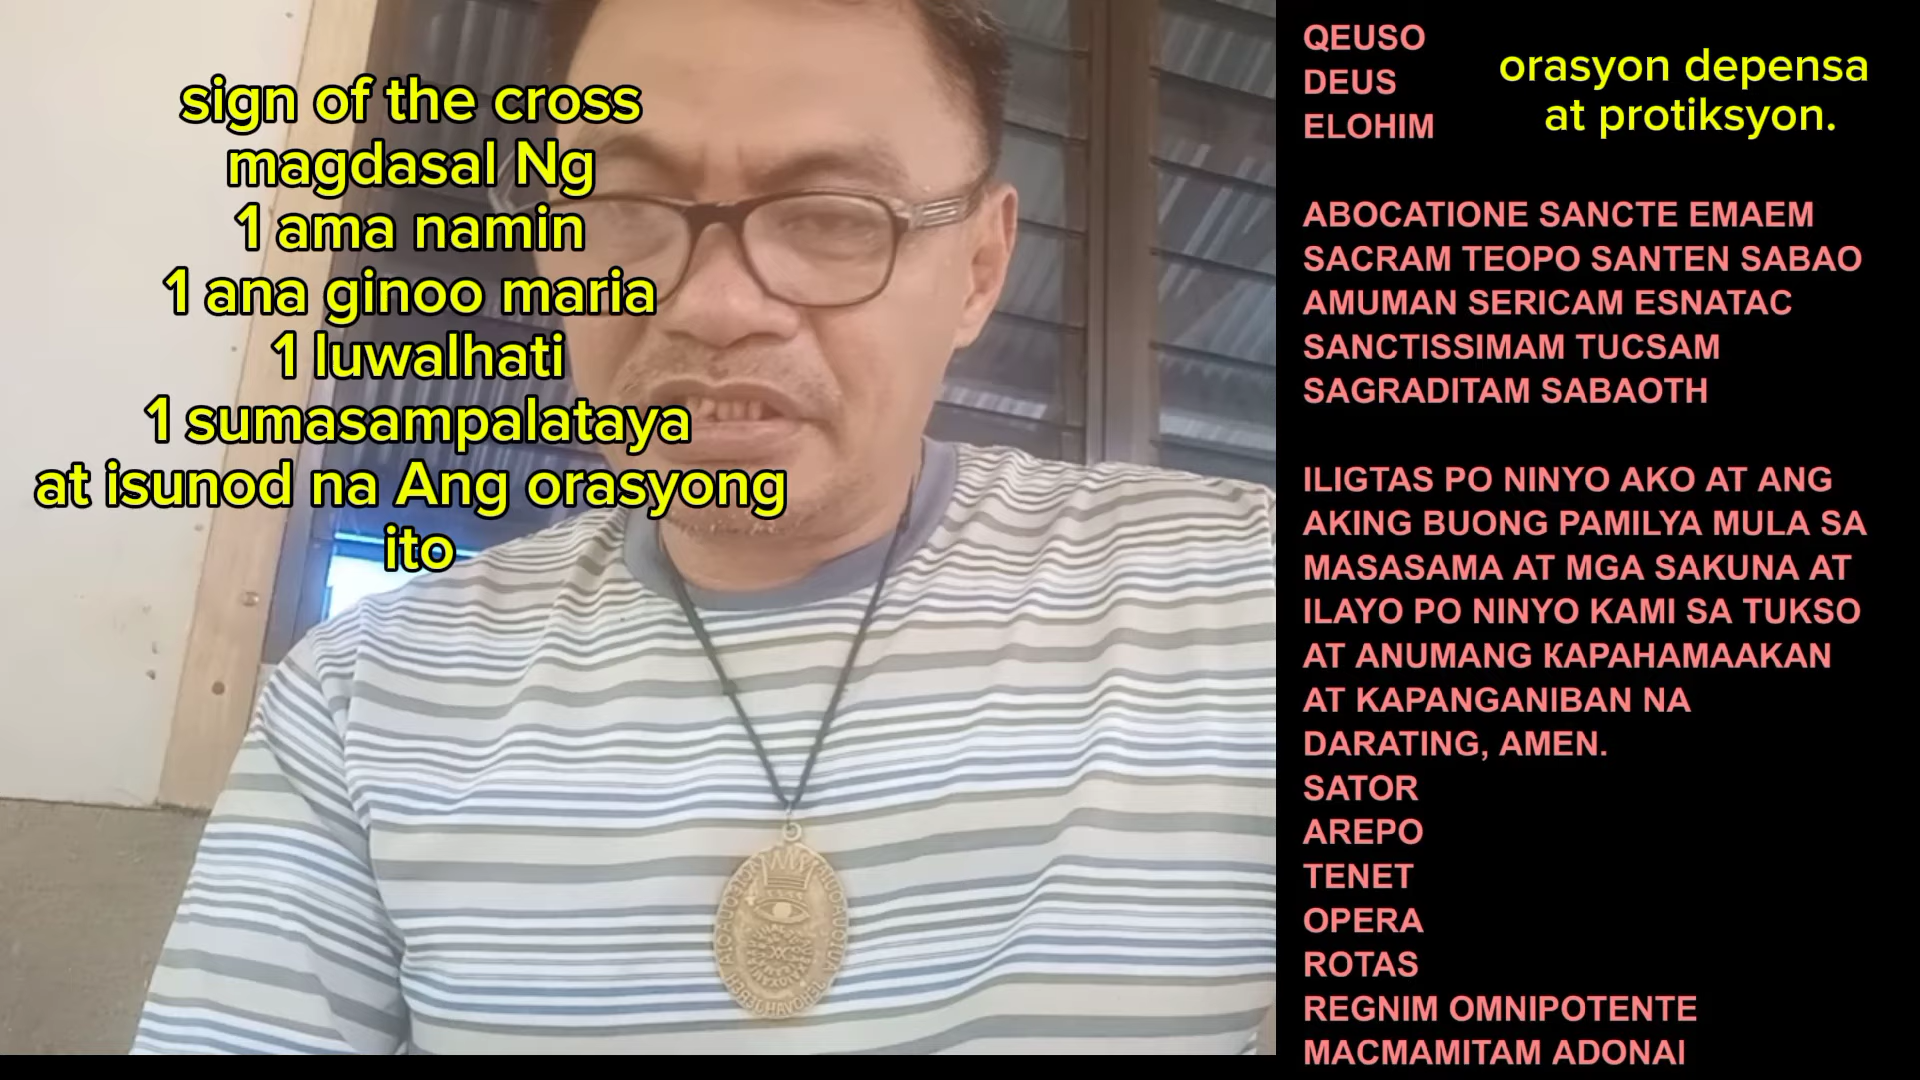 sign of the cross
magdasal Ng
1 ama namin
1 ana ginoo maria
1 luwalhati
1 sumasampalataya
at isunod na Ang orasyong
ito
orasyon depensa
at protiksyon.
QEUSO
DEUS
ELOHIM
ABOCATIONE SANCTE EMAEM
SACRAM TEOPO SANTEN SABAO
AMUMAN SERICAM ESNATAC
SANCTISSIMAM TUCSAM
SAGRADITAM SABAOTH
ILIGTAS PO NINYO AKO AT ANG
AKING BUONG PAMILYA MULA SA
MASASAMA AT MGA SAKUNA AT
ILAYO PO NINYO KAMI SA TUKSO
AT ANUMANG KAPAHAMAAKAN
AT KAPANGANIBAN NA
DARATING, AMEN.
SATOR
AREPO
TENET
OPERA
ROTAS
REGNIM OMNIPOTENTE
MACMAMITAM ADONAI